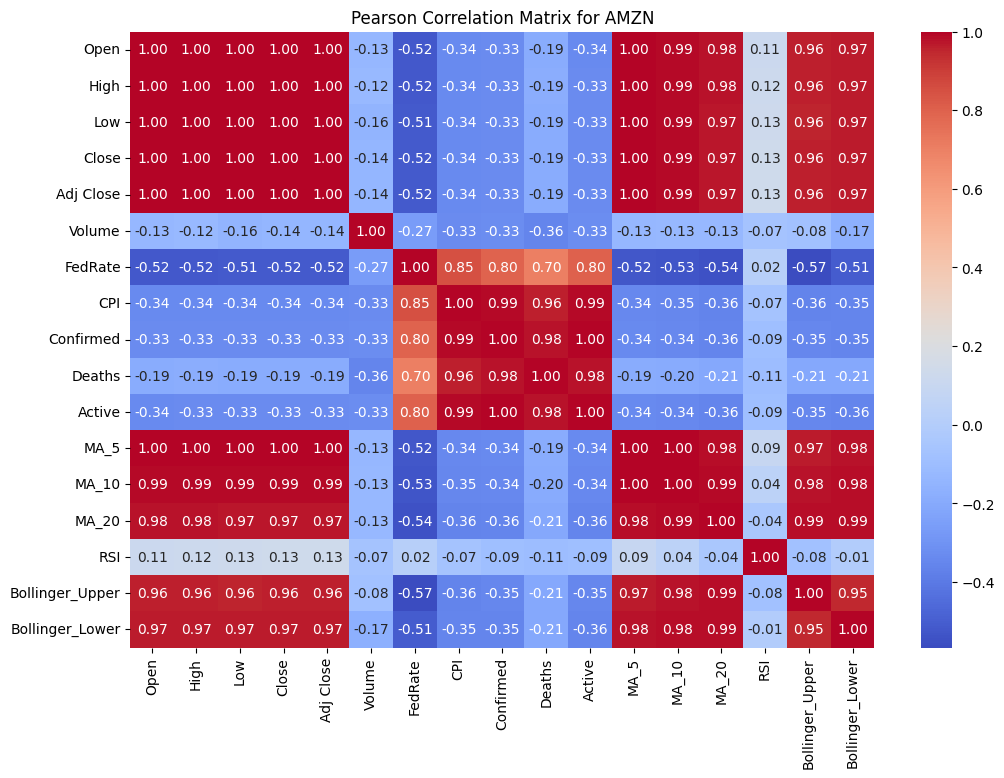 Pearson Correlation Matrix for AMZN
Open 1.00 1.00 1.00 1.00 1.00 -0.13 -0.52 -0.34 -0.33 -0.19 -0.34 1.00 0.99 0.98 0.11 0.96 0.97
High 1.00 1.00 1.00 1.00 1.00 -0.12 -0.52 -0.34 -0.33 -0.19 -0.33 1.00 0.99 0.98 0.12 0.96 0.97
Low 1.00 1.00 1.00 1.00 1.00 -0.16 -0.51 -0.34 -0.33 -0.19 -0.33 1.00 0.99 0.97 0.13 0.96 0.97
Close 1.00 1.00 1.00 1.00 1.00 -0.14 -0.52 -0.34 -0.33 -0.19 -0.33 1.00 0.99 0.97 0.13 0.96 0.97
Adj Close 1.00 1.00 1.00 1.00 1.00 -0.14 -0.52 -0.34 -0.33 -0.19 -0.33 1.00 0.99 0.97 0.13 0.96 0.97
Volume -0.13 -0.12 -0.16 -0.14 -0.14 1.00 -0.27 -0.33 -0.33 -0.36 -0.33 -0.13 -0.13 -0.13 -0.07 -0.08 -0.17
FedRate -0.52 -0.52 -0.51 -0.52 -0.52 -0.27 1.00 0.85 0.80 0.70 0.80 -0.52 -0.53 -0.54 0.02 -0.57 -0.51
CPI -0.34 -0.34 -0.34 -0.34 -0.34 -0.33 0.85 1.00 0.99 0.96 0.99 -0.34 -0.35 -0.36 -0.07 -0.36 -0.35
Confirmed -0.33 -0.33 -0.33 -0.33 -0.33 -0.33 0.80 0.99 1.00 0.98 1.00 -0.34 -0.34 -0.36 -0.09 -0.35 -0.35
Deaths -0.19 -0.19 -0.19 -0.19 -0.19 -0.36 0.70 0.96 0.98 1.00 0.98 -0.19 -0.20 -0.21 -0.11 -0.21 -0.21
Active -0.34 -0.33 -0.33 -0.33 -0.33 -0.33 0.80 0.99 1.00 0.98 1.00 -0.34 -0.34 -0.36 -0.09 -0.35 -0.36
MA_5 1.00 1.00 1.00 1.00 1.00 -0.13 -0.52 -0.34 -0.34 -0.19 -0.34 1.00 1.00 0.98 0.09 0.97 0.98
MA_10 0.99 0.99 0.99 0.99 0.99 -0.13 -0.53 -0.35 -0.34 -0.20 -0.34 1.00 1.00 0.99 0.04 0.98 0.98
MA_20 0.98 0.98 0.97 0.97 0.97 -0.13 -0.54 -0.36 -0.36 -0.21 -0.36 0.98 0.99 1.00 -0.04 0.99 0.99
RSI 0.11 0.12 0.13 0.13 0.13 -0.07 0.02 -0.07 -0.09 -0.11 -0.09 0.09 0.04 -0.04 1.00 -0.08 -0.01
Bollinger_Upper 0.96 0.96 0.96 0.96 0.96 -0.08 -0.57 -0.36 -0.35 -0.21 -0.35 0.97 0.98 0.99 -0.08 1.00 0.95
Bollinger_Lower 0.97 0.97 0.97 0.97 0.97 -0.17 -0.51 -0.35 -0.35 -0.21 -0.36 0.98 0.98 0.99 -0.01 0.95 1.00
Open High Low Close Adj Close Volume FedRate CPI Confirmed Deaths Active MA_5 MA_10 MA_20 RSI Bollinger_Upper Bollinger_Lower
1.0
0.8
0.6
0.4
0.2
0.0
−0.2
−0.4